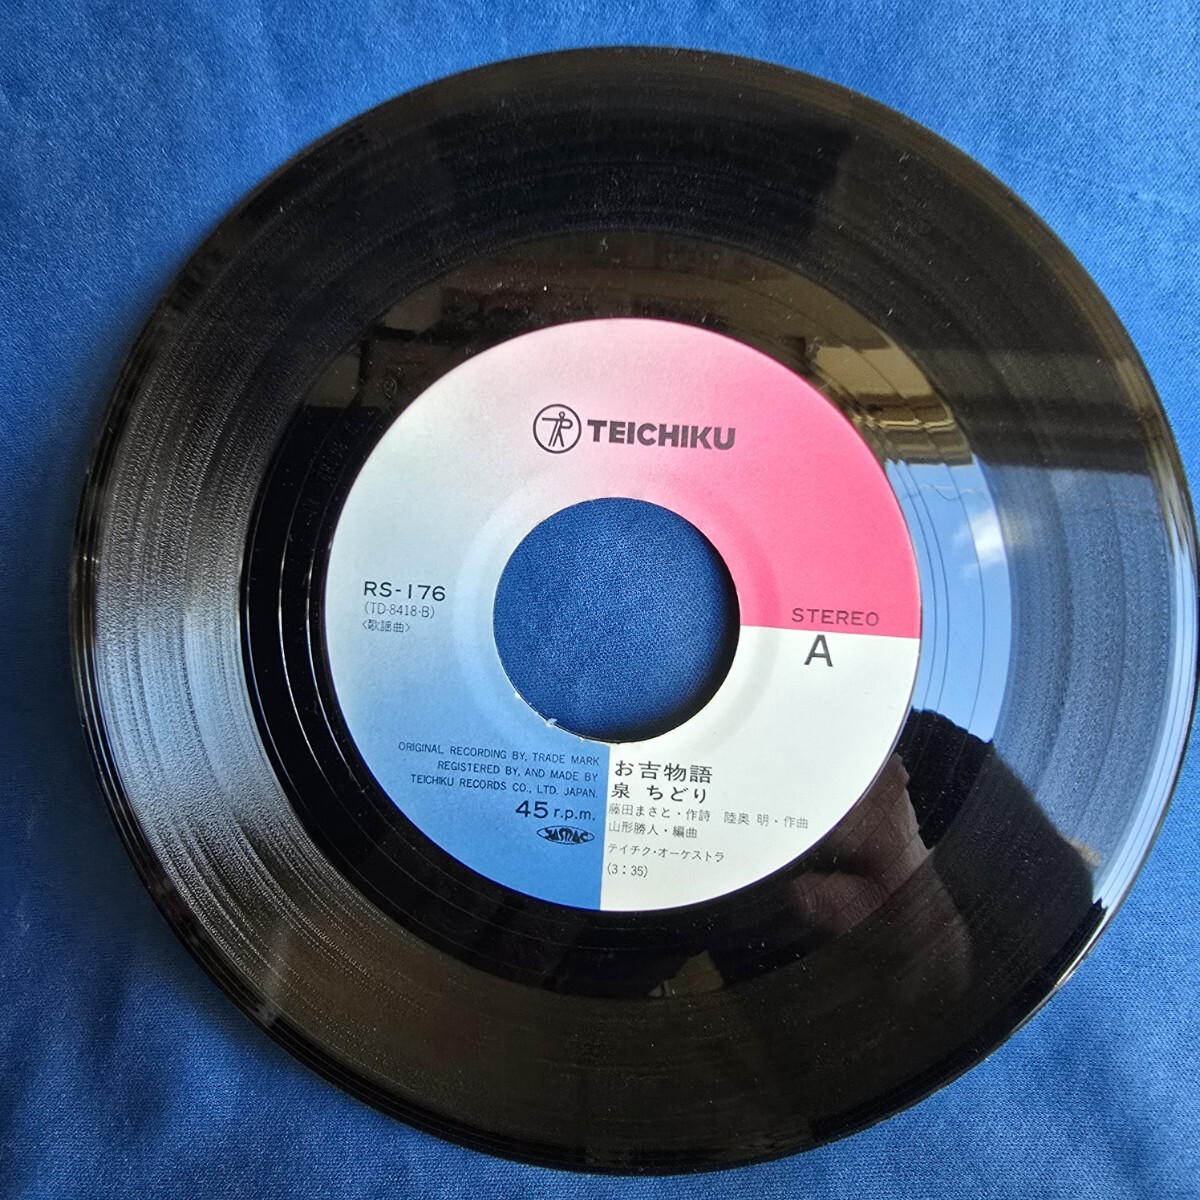 TEICHIKU
RS-176
(TD-8418-B)
〈歌謡曲〉
STEREO
A
ORIGINAL RECORDING BY, TRADE MARK
REGISTERED BY, AND MADE BY
TEICHIKU RECORDS CO., LTD. JAPAN.
45 r.p.m.
JASRAC
お吉物語
泉 ちどり
藤田まさと・作詩 陸奥 明・作曲
山形勝人・編曲
テイチク・オーケストラ
(3:35)